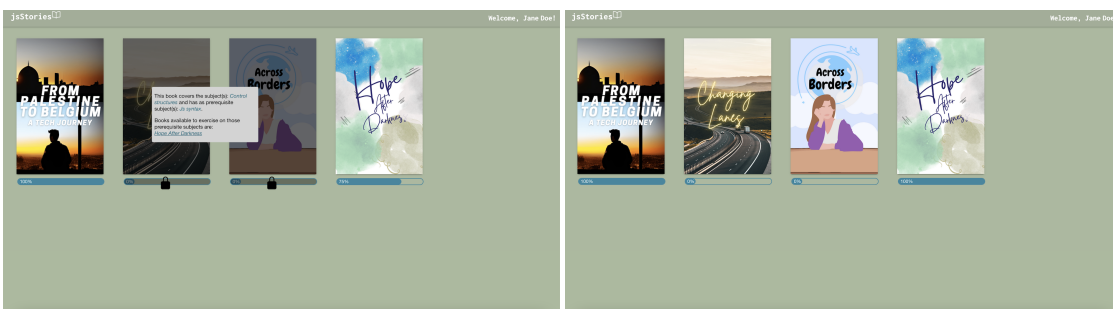 jsStories
Welcome, Jane Doe!
FROM
PALESTINE
TO BELGIUM
A TECH JOURNEY
100%
This book covers the subject(s): Control
structures and has as prerequisite
subject(s): Js syntax.
Books available to exercise on those
prerequisite subjects are:
Hope After Darkness
0%
Across
Borders
0%
Hope
After
Darkness
75%
jsStories
Welcome, Jane Doe
FROM
PALESTINE
TO BELGIUM
A TECH JOURNEY
100%
Changing
Lanes
0%
Across
Borders
0%
Hope
After
Darkness
100%